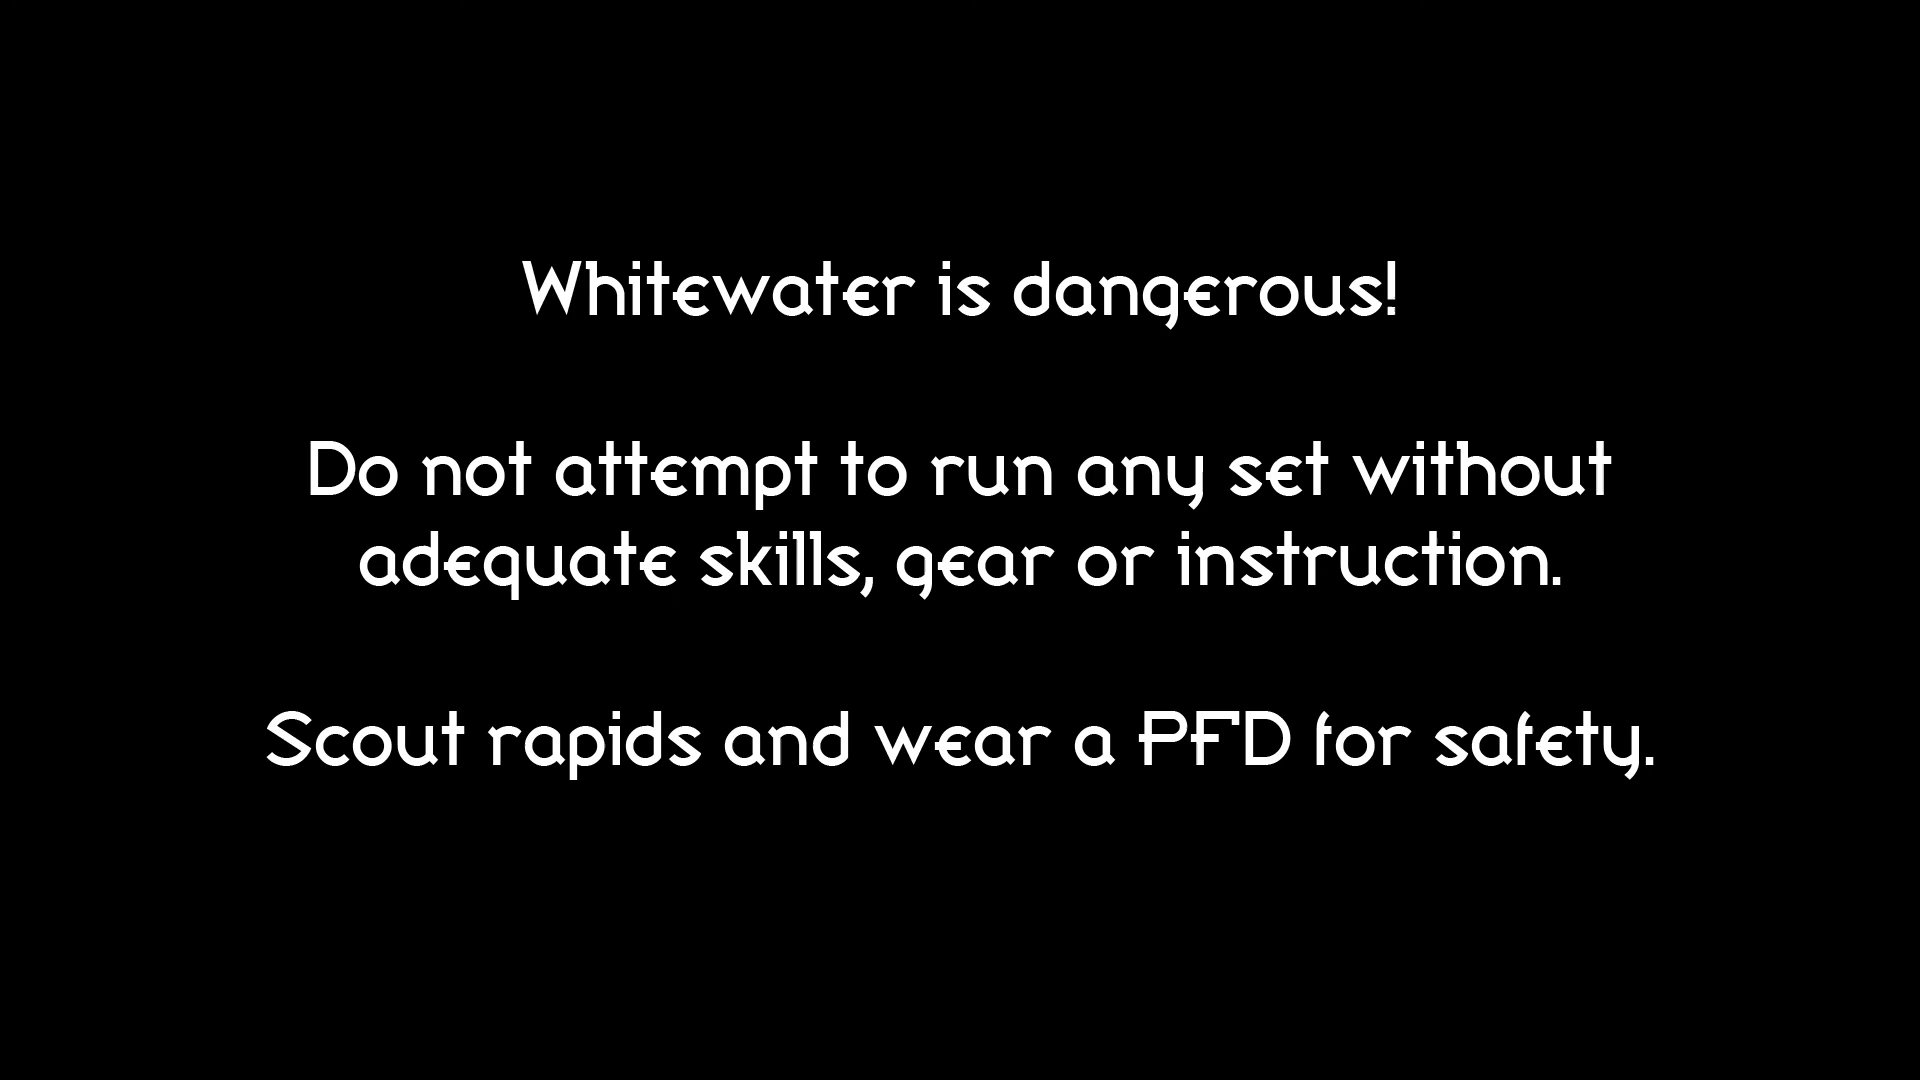 Whitewater is dangerous!
Do not attempt to run any set without
adequate skills, gear or instruction.
Scout rapids and wear a PFD for safety.